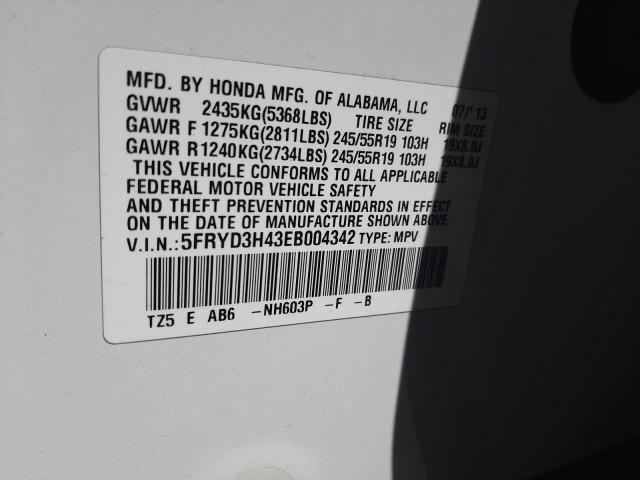 MFD. BY HONDA MFG. OF ALABAMA, LLC 07/'13
GVWR 2435KG(5368LBS) TIRE SIZE RIM SIZE
GAWR F 1275KG(2811LBS) 245/55R19 103H 19X8.0J
GAWR R1240KG(2734LBS) 245/55R19 103H 19X8.0J
THIS VEHICLE CONFORMS TO ALL APPLICABLE
FEDERAL MOTOR VEHICLE SAFETY
AND THEFT PREVENTION STANDARDS IN EFFECT
ON THE DATE OF MANUFACTURE SHOWN ABOVE.
V.I.N.:5FRYD3H43EB004342 TYPE: MPV
TZ5 E AB6 -NH603P -F -B